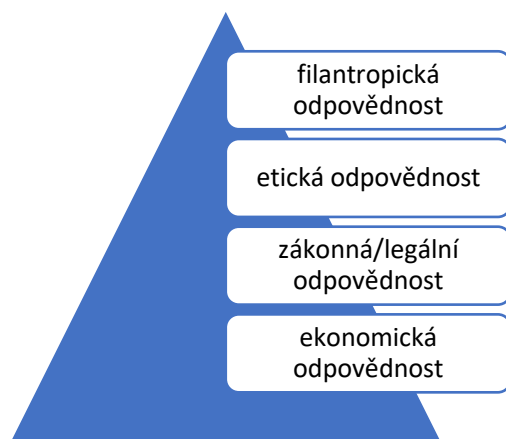 filantropická
odpovědnost
etická odpovědnost
zákonná/legální
odpovědnost
ekonomická
odpovědnost